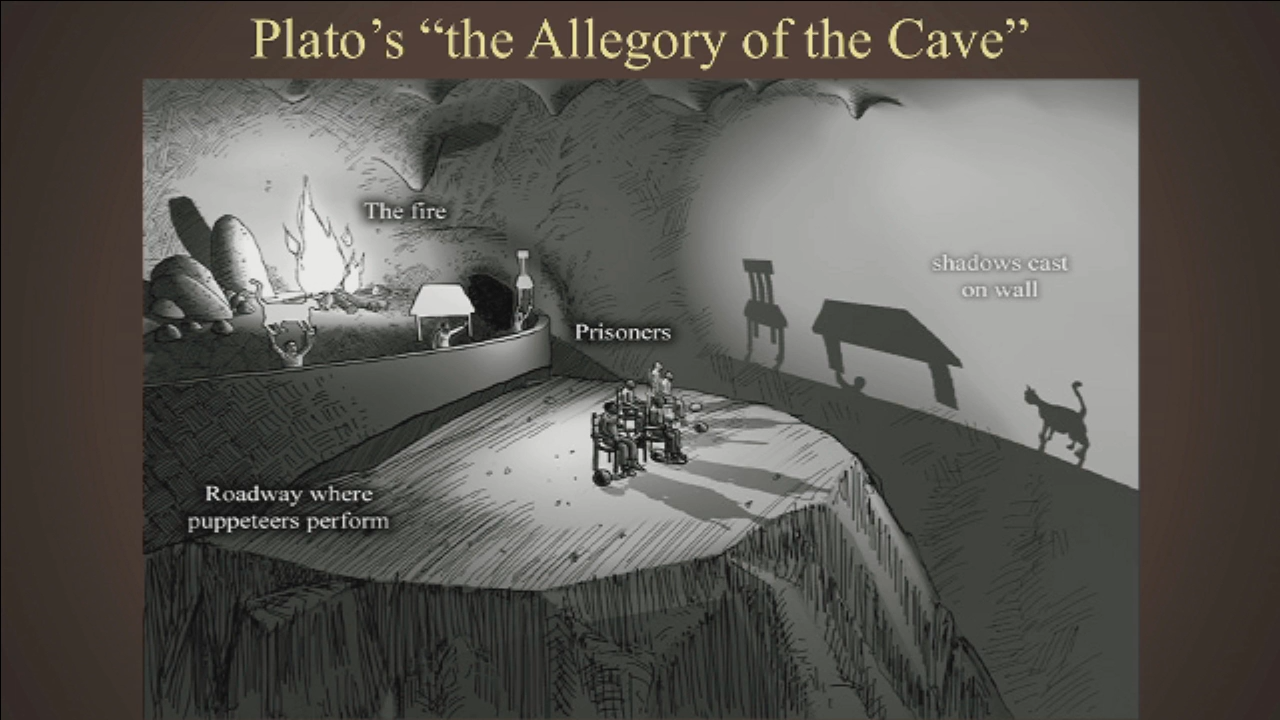 Plato’s “the Allegory of the Cave”
The fire
shadows cast
on wall
Prisoners
Roadway where
puppeteers perform